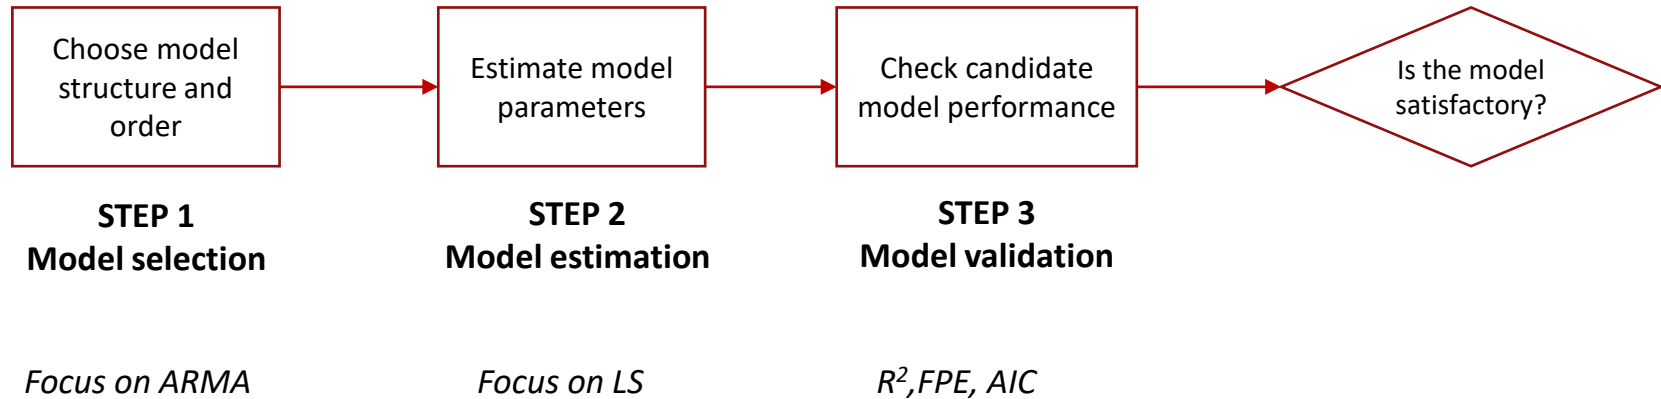 Choose model
structure and
order
Estimate model
parameters
Check candidate
model performance
Is the model
satisfactory?
STEP 1
Model selection
STEP 2
Model estimation
STEP 3
Model validation
Focus on ARMA
Focus on LS
R²,FPE, AIC